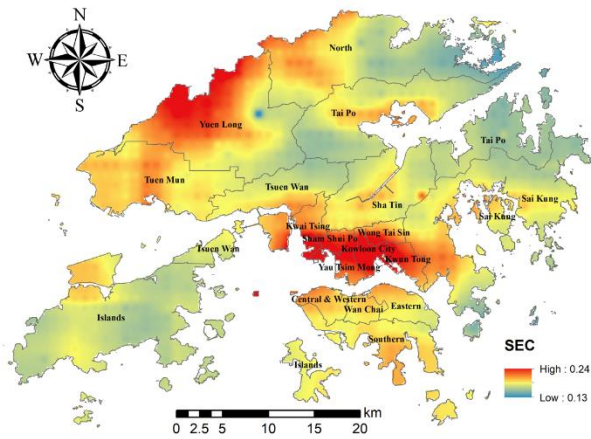 N
W
E
S
North
Tai Po
Yuen Long
Tai Po
Tuen Mun
Tsuen Wan
Sai Kung
Sha Tin
Sai Kung
Kwai Tsing
Wong Tai Sin
Sham Shui Po
Tsuen Wan
Kowloon City
Kwun Tong
Yau Tsim Mong
Central & Western
Eastern
Wan Chai
Islands
Southern
SEC
Islands
High : 0.24
Low : 0.13
km
0 2.5 5 10 15 20